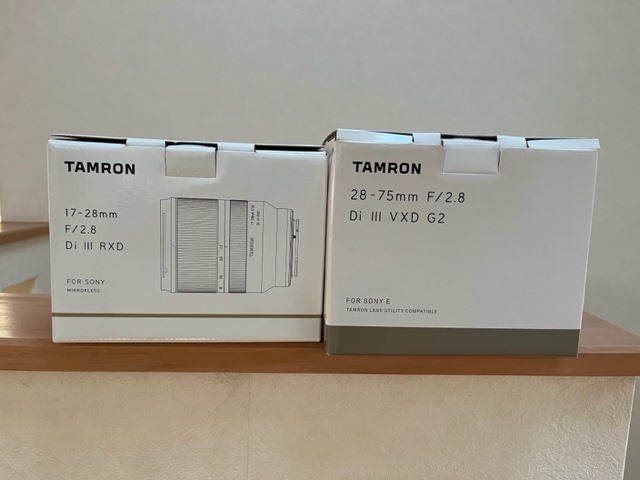 TAMRON
17-28mm
F/2.8
Di III RXD
FOR SONY
MIRRORLESS
TAMRON
28-75mm F/2.8
Di III VXD G2
FOR SONY E
TAMRON LENS UTILITY COMPATIBLE